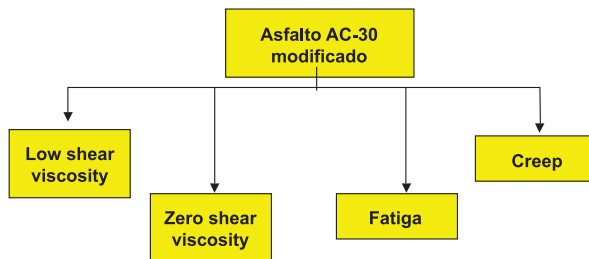 Asfalto AC-30
modificado
Low shear
viscosity
Zero shear
viscosity
Fatiga
Creep